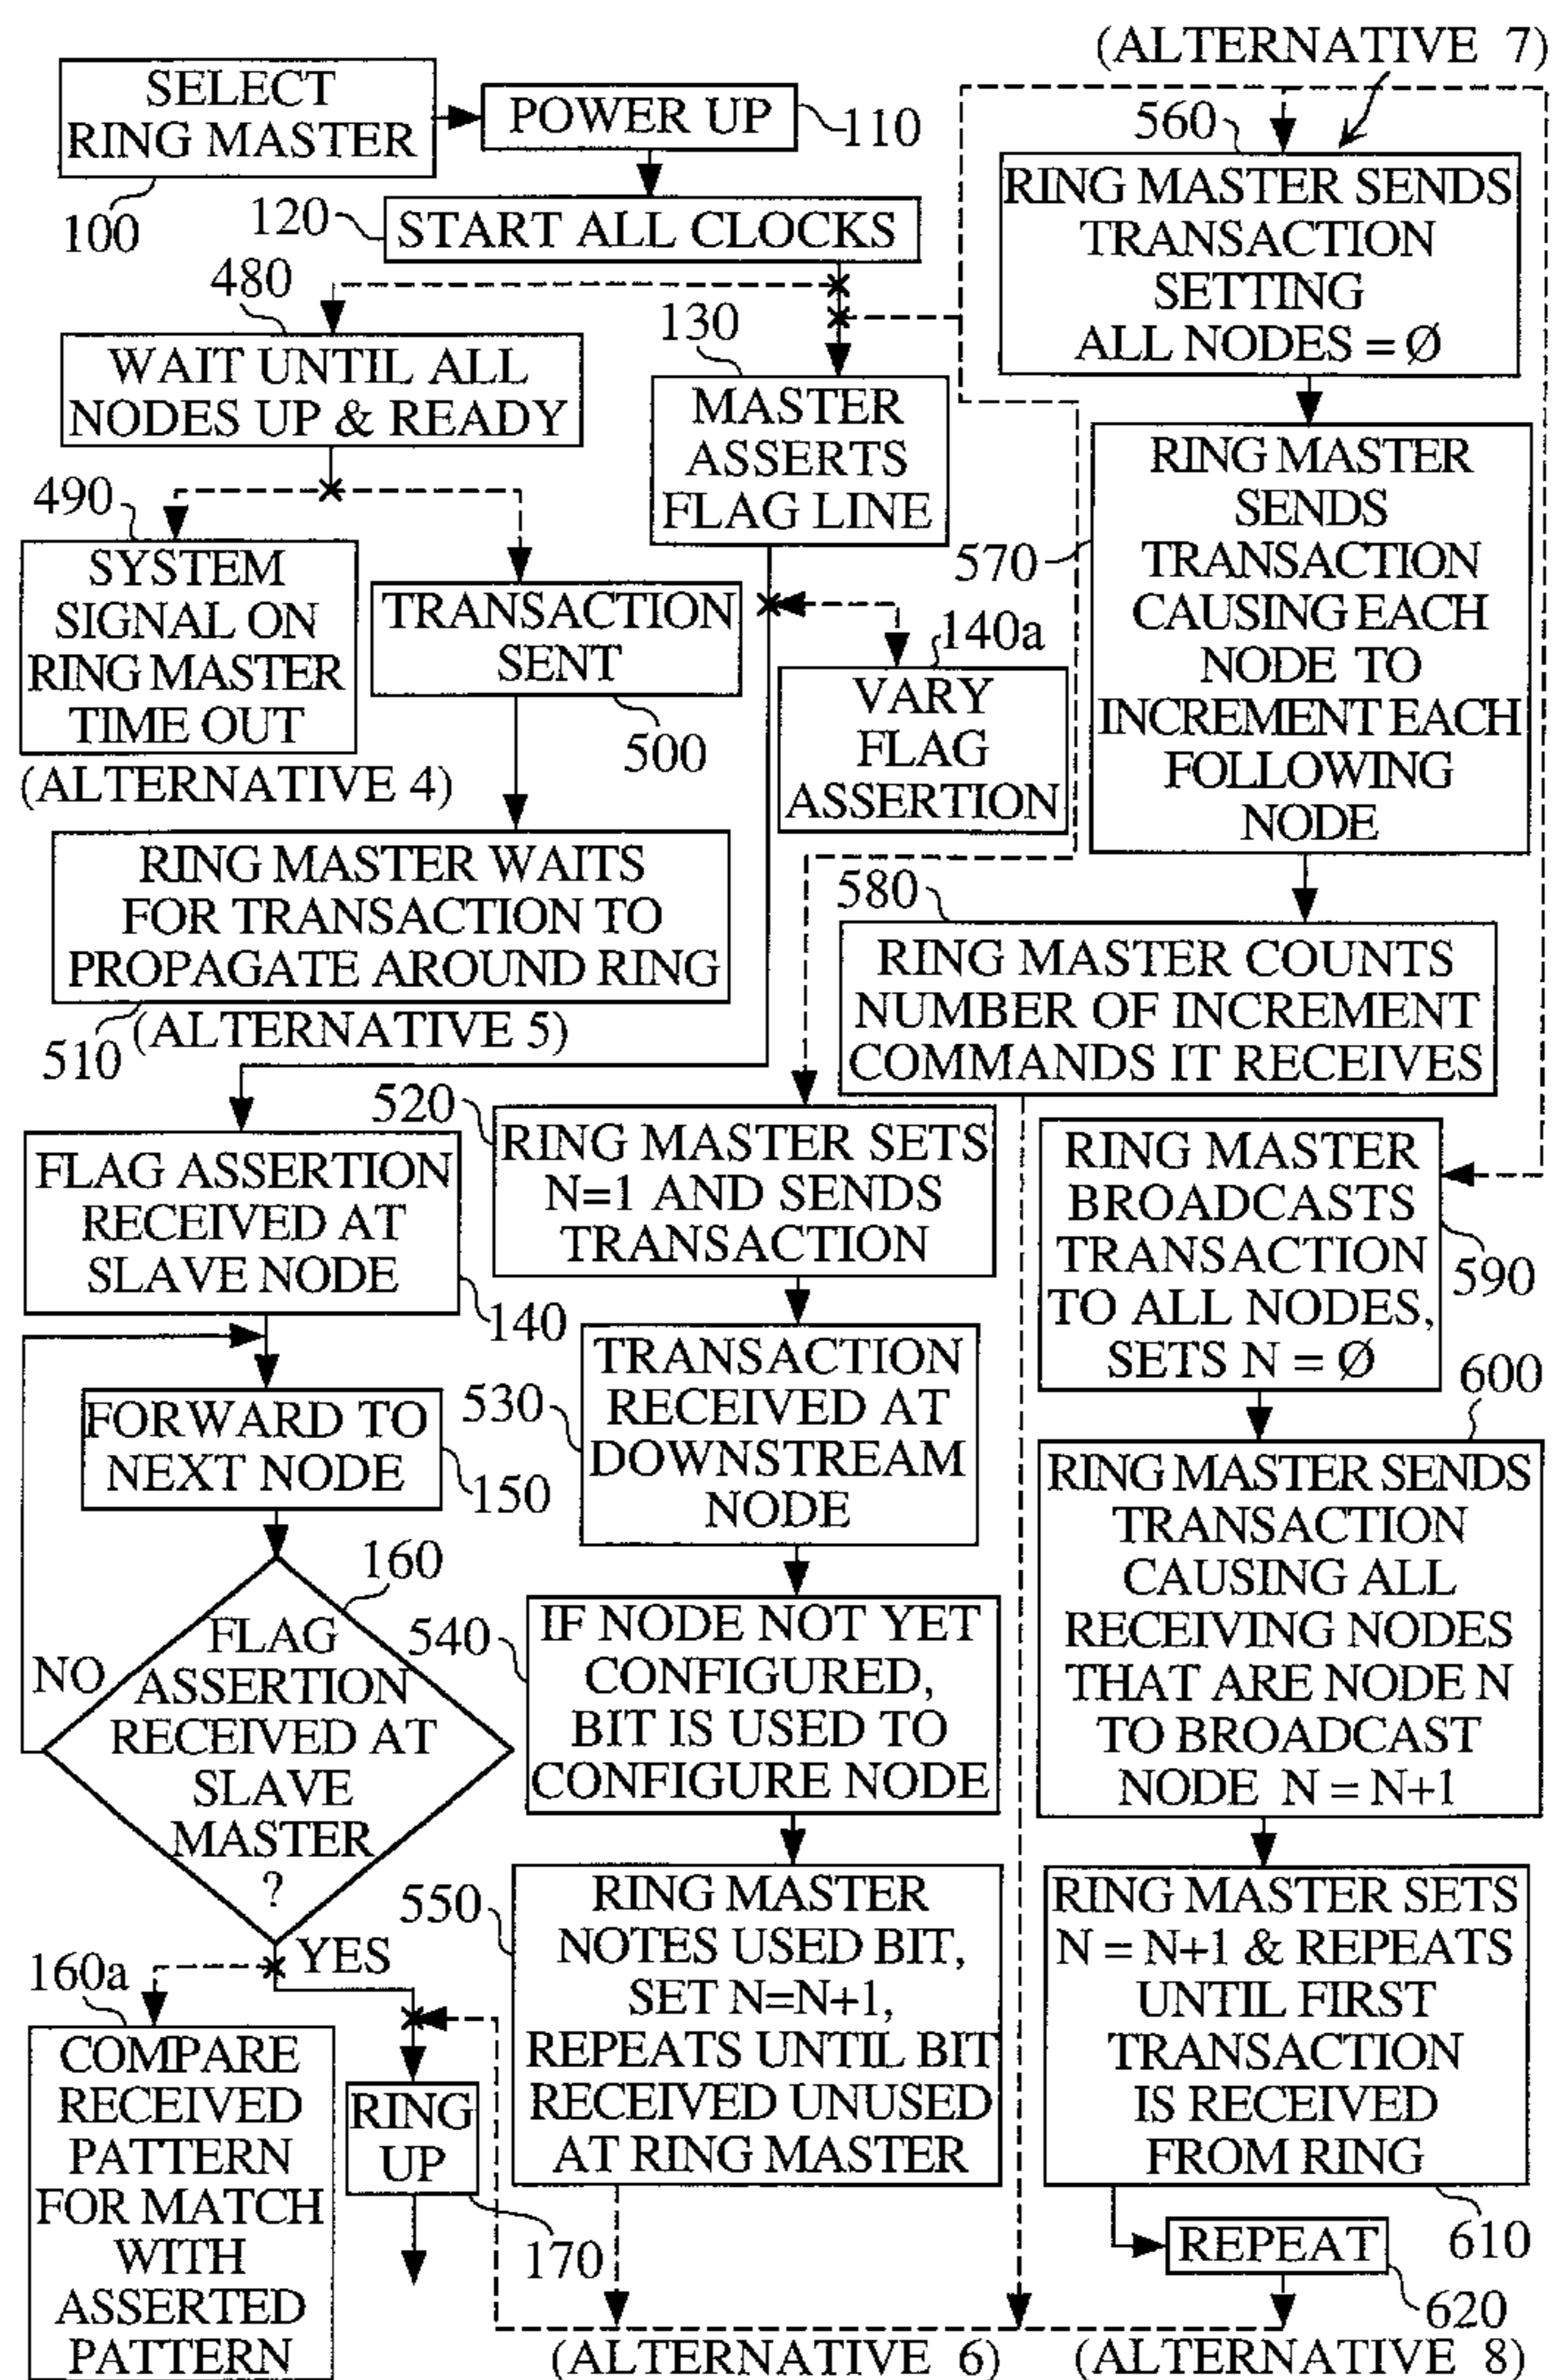 (ALTERNATIVE 7)
SELECT
RING MASTER
100
POWER UP
110
120
START ALL CLOCKS
480
WAIT UNTIL ALL
NODES UP & READY
490
SYSTEM
SIGNAL ON
RING MASTER
TIME OUT
(ALTERNATIVE 4)
TRANSACTION
SENT
500
RING MASTER WAITS
FOR TRANSACTION TO
PROPAGATE AROUND RING
510
(ALTERNATIVE 5)
130
MASTER
ASSERTS
FLAG LINE
140a
VARY
FLAG
ASSERTION
560
RING MASTER SENDS
TRANSACTION
SETTING
ALL NODES = Ø
570
RING MASTER
SENDS
TRANSACTION
CAUSING EACH
NODE TO
INCREMENT EACH
FOLLOWING
NODE
580
RING MASTER COUNTS
NUMBER OF INCREMENT
COMMANDS IT RECEIVES
FLAG ASSERTION
RECEIVED AT
SLAVE NODE
140
FORWARD TO
NEXT NODE
150
160
FLAG
ASSERTION
RECEIVED AT
SLAVE
MASTER
?
NO
YES
160a
COMPARE
RECEIVED
PATTERN
FOR MATCH
WITH
ASSERTED
PATTERN
RING
UP
170
520
RING MASTER SETS
N=1 AND SENDS
TRANSACTION
530
TRANSACTION
RECEIVED AT
DOWNSTREAM
NODE
540
IF NODE NOT YET
CONFIGURED,
BIT IS USED TO
CONFIGURE NODE
550
RING MASTER
NOTES USED BIT,
SET N=N+1,
REPEATS UNTIL BIT
RECEIVED UNUSED
AT RING MASTER
(ALTERNATIVE 6)
RING MASTER
BROADCASTS
TRANSACTION
TO ALL NODES,
SETS N = Ø
590
600
RING MASTER SENDS
TRANSACTION
CAUSING ALL
RECEIVING NODES
THAT ARE NODE N
TO BROADCAST
NODE N = N+1
RING MASTER SETS
N = N+1 & REPEATS
UNTIL FIRST
TRANSACTION
IS RECEIVED
FROM RING
610
REPEAT
620
(ALTERNATIVE 8)